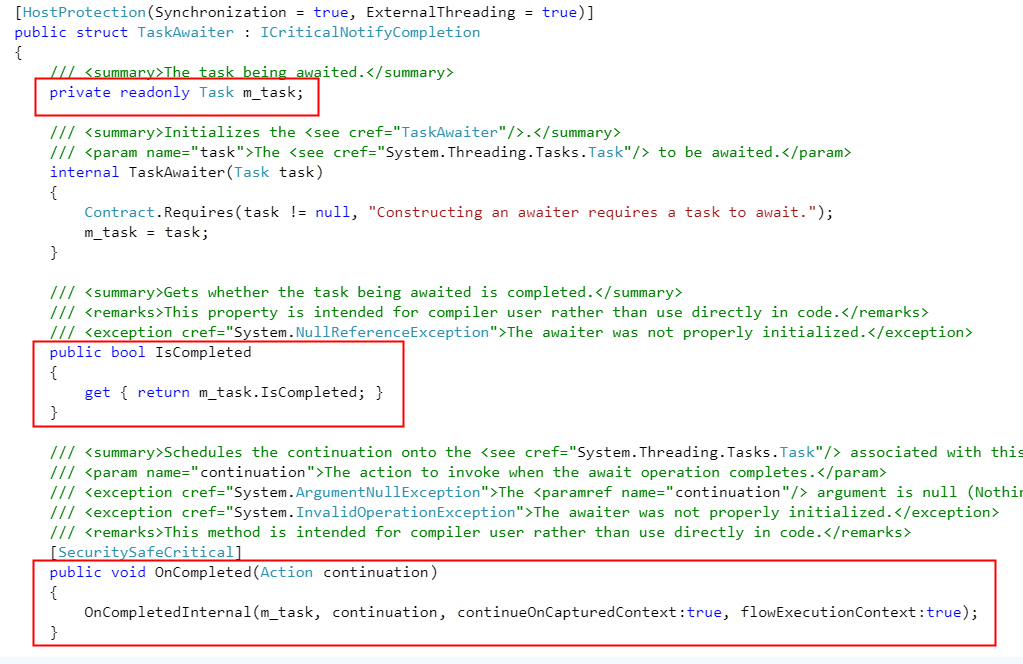 [HostProtection(Synchronization = true, ExternalThreading = true)]
public struct TaskAwaiter : ICriticalNotifyCompletion
{
    /// <summary>The task being awaited.</summary>
    private readonly Task m_task;

    /// <summary>Initializes the <see cref="TaskAwaiter"/>.</summary>
    /// <param name="task">The <see cref="System.Threading.Tasks.Task"/> to be awaited.</param>
    internal TaskAwaiter(Task task)
    {
        Contract.Requires(task != null, "Constructing an awaiter requires a task to await.");
        m_task = task;
    }

    /// <summary>Gets whether the task being awaited is completed.</summary>
    /// <remarks>This property is intended for compiler user rather than use directly in code.</remarks>
    /// <exception cref="System.NullReferenceException">The awaiter was not properly initialized.</exception>
    public bool IsCompleted
    {
        get { return m_task.IsCompleted; }
    }

    /// <summary>Schedules the continuation onto the <see cref="System.Threading.Tasks.Task"/> associated with this
    /// <param name="continuation">The action to invoke when the await operation completes.</param>
    /// <exception cref="System.ArgumentNullException">The <paramref name="continuation"/> argument is null (Nothin
    /// <exception cref="System.InvalidOperationException">The awaiter was not properly initialized.</exception>
    /// <remarks>This method is intended for compiler user rather than use directly in code.</remarks>
    [SecuritySafeCritical]
    public void OnCompleted(Action continuation)
    {
        OnCompletedInternal(m_task, continuation, continueOnCapturedContext:true, flowExecutionContext:true);
    }